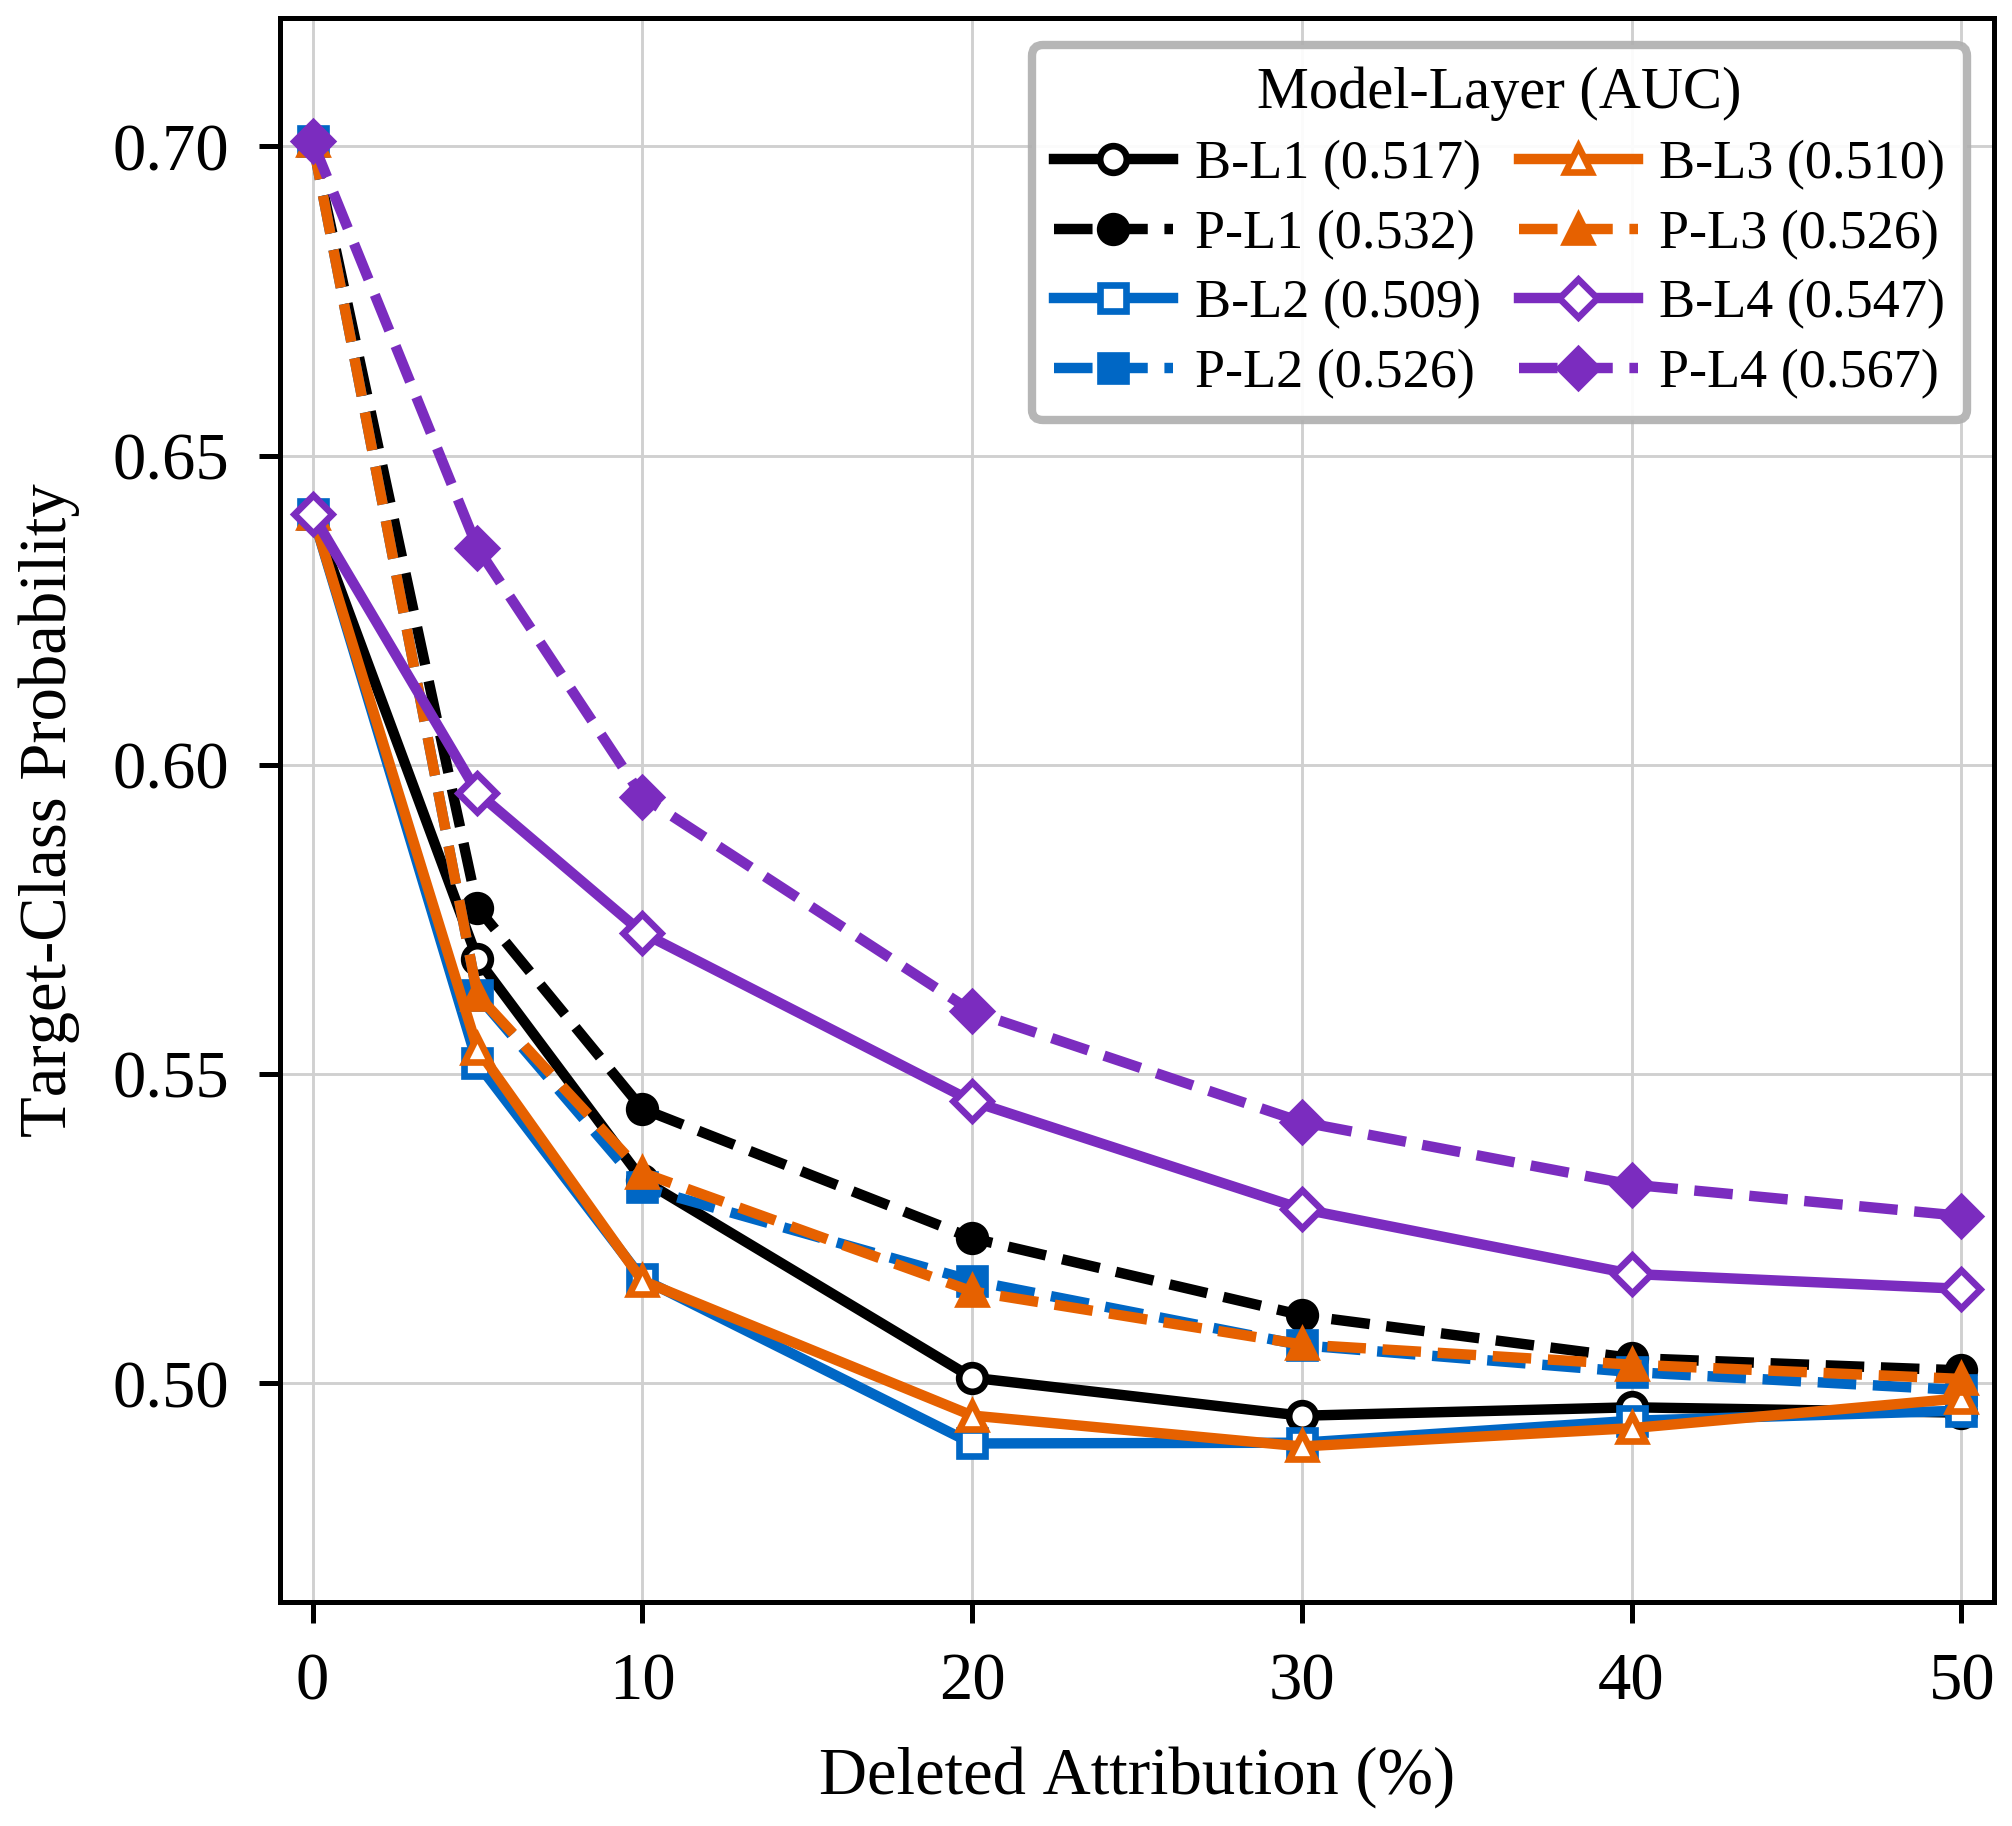 Model-Layer (AUC)
B-L1 (0.517)
P-L1 (0.532)
B-L2 (0.509)
P-L2 (0.526)
B-L3 (0.510)
P-L3 (0.526)
B-L4 (0.547)
P-L4 (0.567)
Target-Class Probability
0.70
0.65
0.60
0.55
0.50
0
10
20
30
40
50
Deleted Attribution (%)